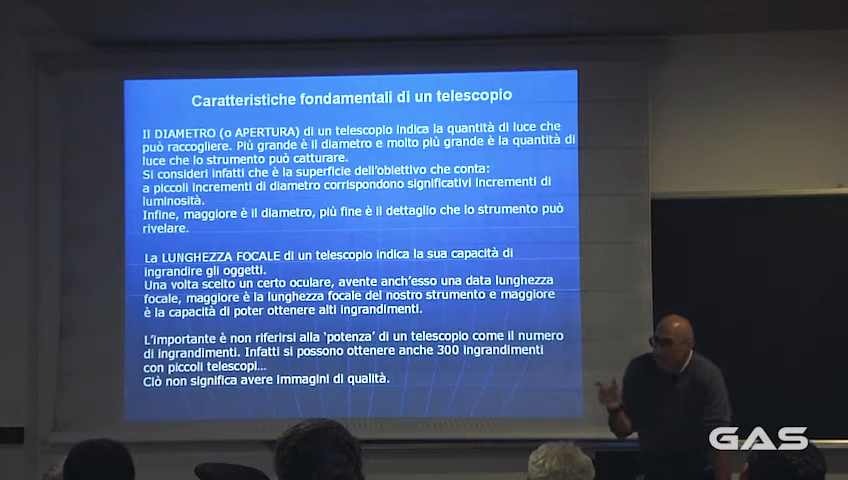 Caratteristiche fondamentali di un telescopio
Il DIAMETRO (o APERTURA) di un telescopio indica la quantità di luce che
può raccogliere. Più grande è il diametro e molto più grande è la quantità di
luce che lo strumento può catturare.
Si consideri infatti che è la superficie dell'obiettivo che conta:
a piccoli incrementi di diametro corrispondono significativi incrementi di
luminosità.
Infine, maggiore è il diametro, più fine è il dettaglio che lo strumento può
rivelare.
La LUNGHEZZA FOCALE di un telescopio indica la sua capacità di
ingrandire gli oggetti.
Una volta scelto un certo oculare, avente anch'esso una data lunghezza
focale, maggiore è la lunghezza focale del nostro strumento e maggiore
è la capacità di poter ottenere alti ingrandimenti.
L'importante è non riferirsi alla 'potenza' di un telescopio come il numero
di ingrandimenti. Infatti si possono ottenere anche 300 ingrandimenti
con piccoli telescopi...
Ciò non significa avere immagini di qualità.
GAS